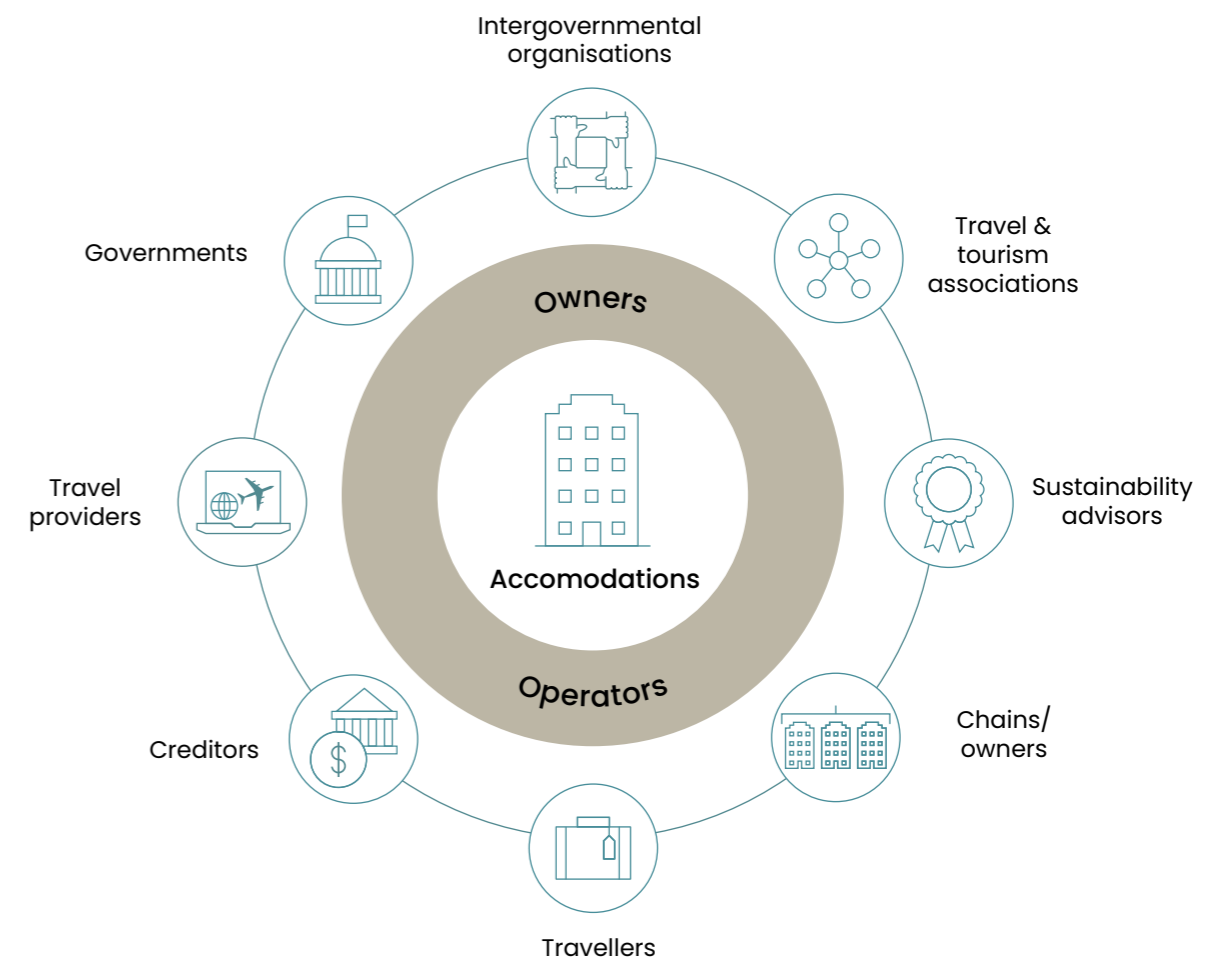 Intergovernmental
organisations
Travel &
tourism
associations
Governments
Owners
Travel
providers
Sustainability
advisors
Accomodations
Operators
Chains/
owners
Creditors
$
Travellers